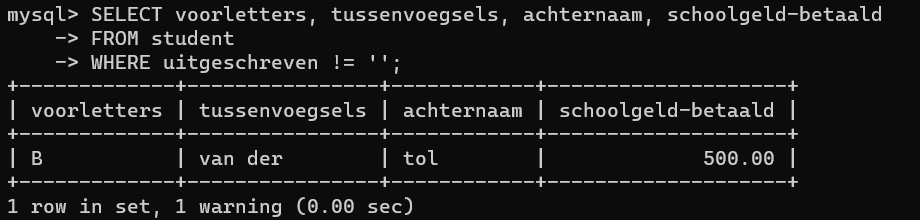 mysql> SELECT voorletters, tussenvoegsels, achternaam, schoolgeld-betaald
    -> FROM student
    -> WHERE uitgeschreven != '';
+-------------+----------------+------------+--------------------+
| voorletters | tussenvoegsels | achternaam | schoolgeld-betaald |
+-------------+----------------+------------+--------------------+
| B           | van der        | tol        |             500.00 |
+-------------+----------------+------------+--------------------+
1 row in set, 1 warning (0.00 sec)